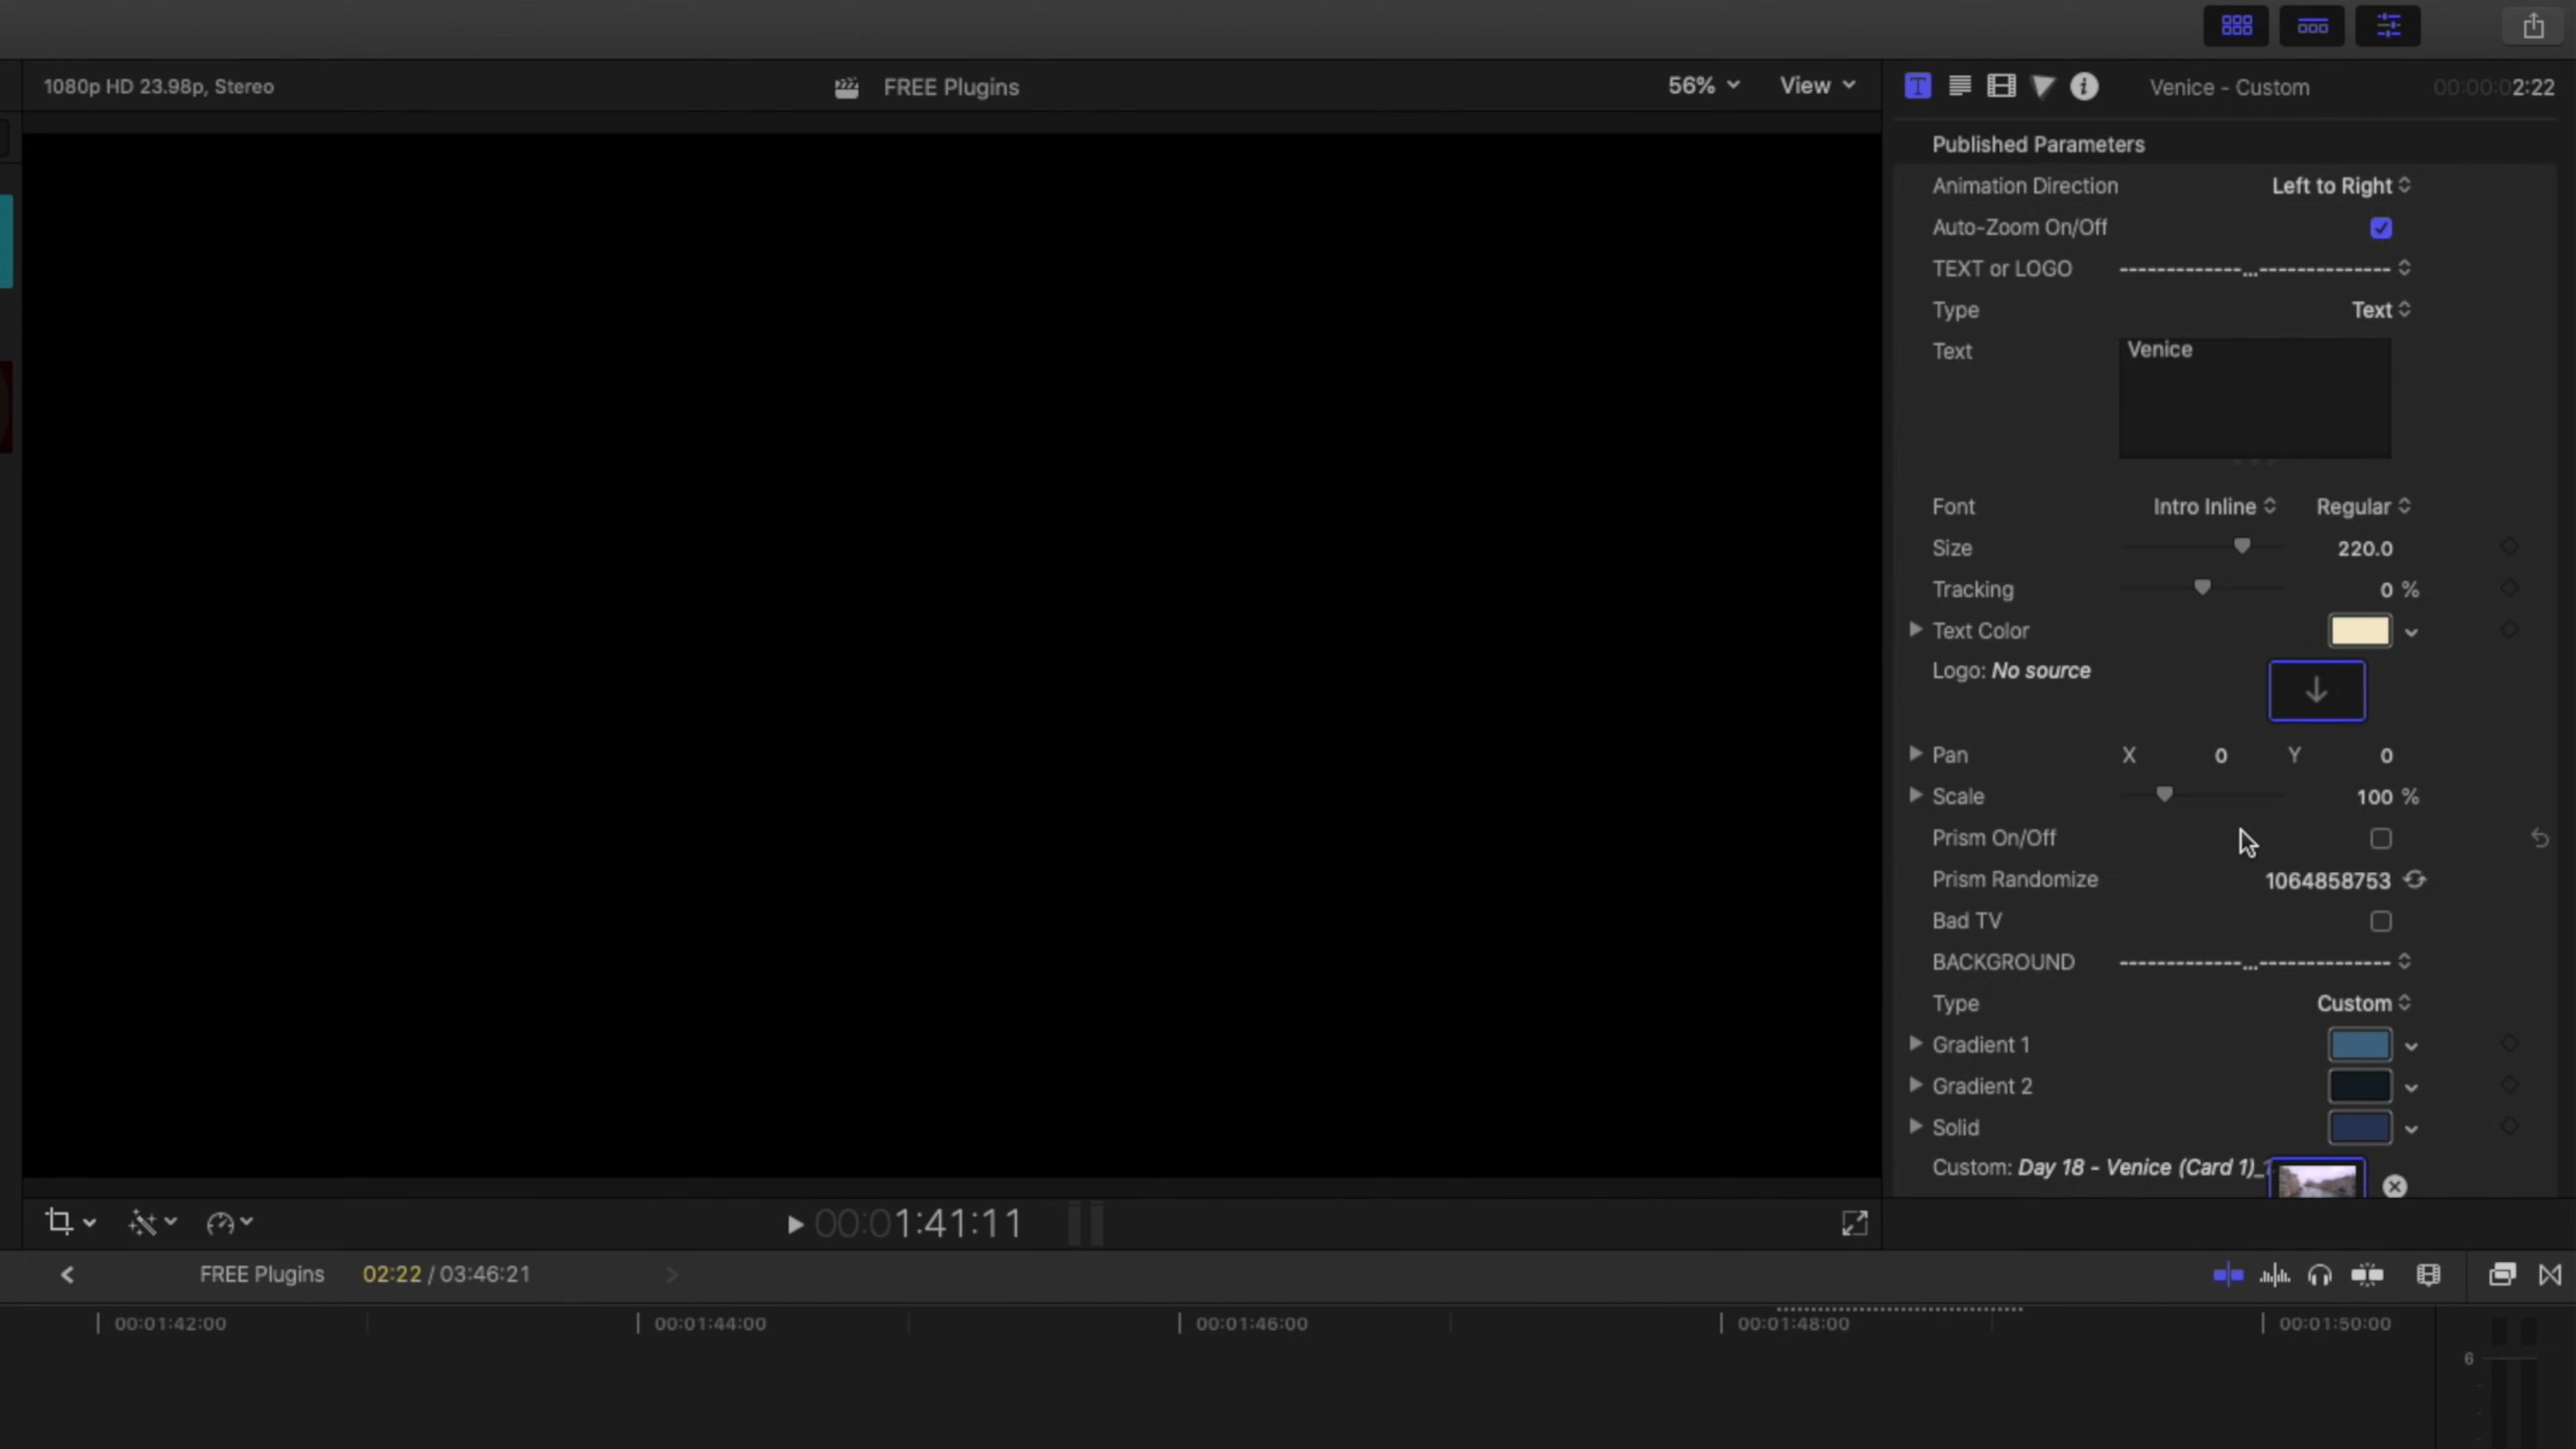 1080p HD 23.98p, Stereo
FREE Plugins
56%
View
Venice - Custom
00:00:02:22
Published Parameters
Animation Direction Left to Right
Auto-Zoom On/Off
TEXT or LOGO -------------...--------------
Type Text
Text Venice
Font Intro Inline Regular
Size 220.0
Tracking 0 %
Text Color
Logo: No source
Pan X 0 Y 0
Scale 100 %
Prism On/Off
Prism Randomize 1064858753
Bad TV
BACKGROUND -------------...--------------
Type Custom
Gradient 1
Gradient 2
Solid
Custom: Day 18 - Venice (Card 1)_
00:01:41:11
FREE Plugins 02:22 / 03:46:21
00:01:42:00 00:01:44:00 00:01:46:00 00:01:48:00 00:01:50:00
6